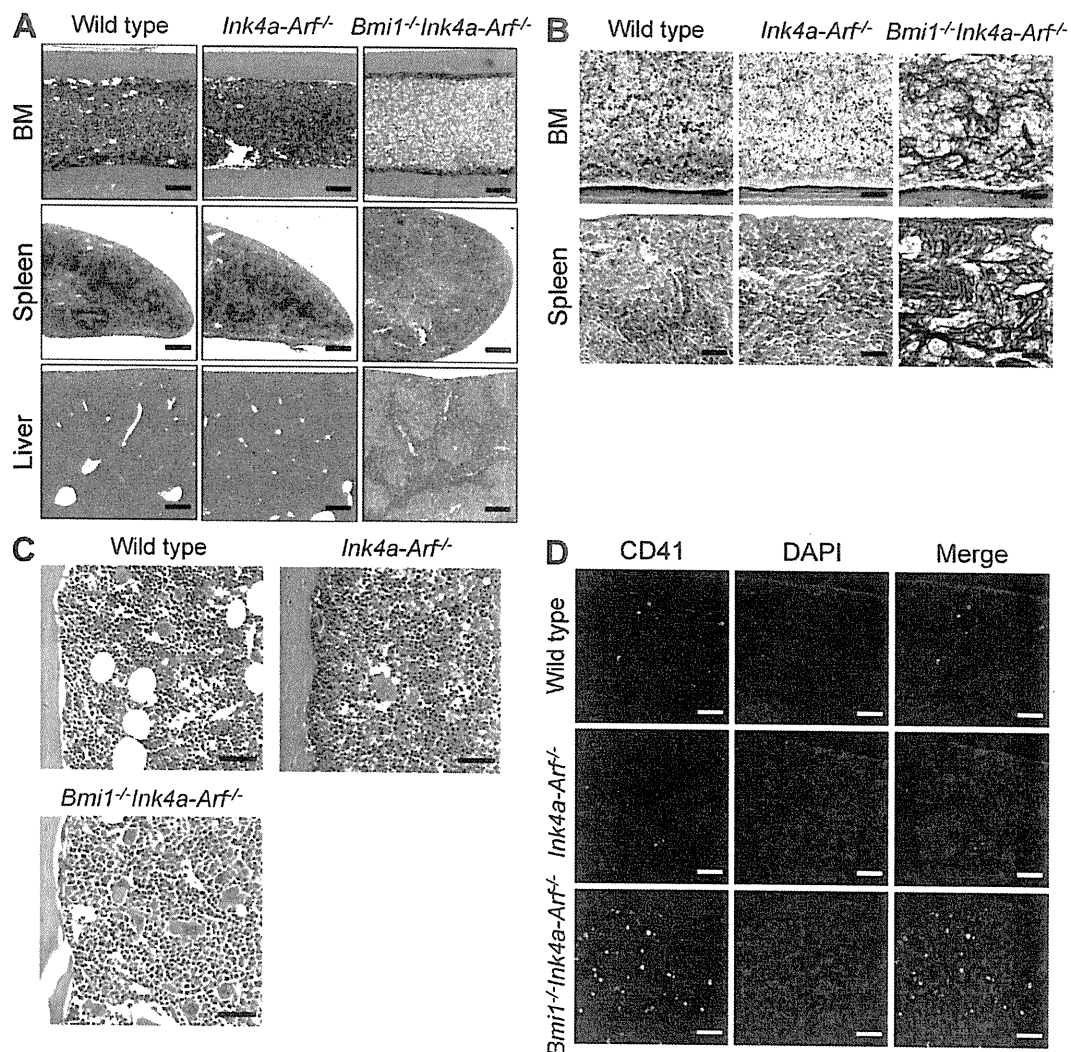 A
Wild type Ink4a-Arf-/- Bmi1-/-Ink4a-Arf-/-
BM
Spleen
Liver
B
Wild type Ink4a-Arf-/- Bmi1-/-Ink4a-Arf-/-
BM
Spleen
C
Wild type Ink4a-Arf-/-
Bmi1-/-Ink4a-Arf-/-
D
CD41 DAPI Merge
Wild type
Ink4a-Arf-/-
Bmi1-/-Ink4a-Arf-/-